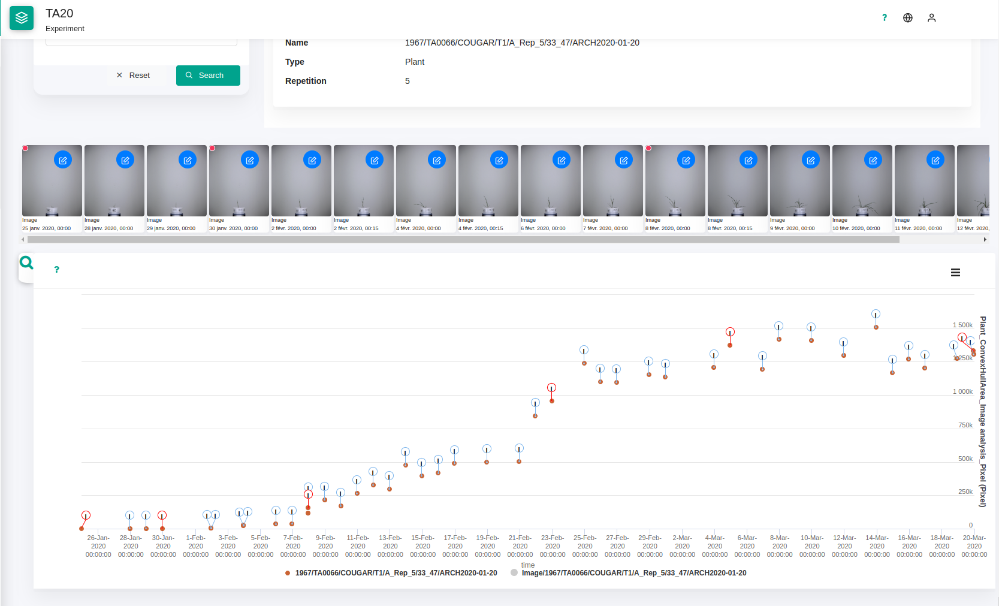 TA20
Experiment
?
Name 1967/TA0066/COUGAR/T1/A_Rep_5/33_47/ARCH2020-01-20
Type Plant
Repetition 5
Reset
Search
Image
25 janv. 2020, 00:00
Image
28 janv. 2020, 00:00
Image
29 janv. 2020, 00:00
Image
30 janv. 2020, 00:00
Image
2 févr. 2020, 00:00
Image
2 févr. 2020, 00:15
Image
4 févr. 2020, 00:00
Image
4 févr. 2020, 00:15
Image
6 févr. 2020, 00:00
Image
7 févr. 2020, 00:00
Image
8 févr. 2020, 00:00
Image
8 févr. 2020, 00:15
Image
9 févr. 2020, 00:00
Image
10 févr. 2020, 00:00
Image
11 févr. 2020, 00:00
Image
12 févr. 2020,
?
1 500k
1 250k
1 000k
750k
500k
250k
0
Plant_ConvexHullArea_Image analysis_Pixel (Pixel)
26-Jan-2020 00:00:00
28-Jan-2020 00:00:00
30-Jan-2020 00:00:00
1-Feb-2020 00:00:00
3-Feb-2020 00:00:00
5-Feb-2020 00:00:00
7-Feb-2020 00:00:00
9-Feb-2020 00:00:00
11-Feb-2020 00:00:00
13-Feb-2020 00:00:00
15-Feb-2020 00:00:00
17-Feb-2020 00:00:00
19-Feb-2020 00:00:00
21-Feb-2020 00:00:00
23-Feb-2020 00:00:00
25-Feb-2020 00:00:00
27-Feb-2020 00:00:00
29-Feb-2020 00:00:00
2-Mar-2020 00:00:00
4-Mar-2020 00:00:00
6-Mar-2020 00:00:00
8-Mar-2020 00:00:00
10-Mar-2020 00:00:00
12-Mar-2020 00:00:00
14-Mar-2020 00:00:00
16-Mar-2020 00:00:00
18-Mar-2020 00:00:00
20-Mar-2020 00:00:00
time
1967/TA0066/COUGAR/T1/A_Rep_5/33_47/ARCH2020-01-20
Image/1967/TA0066/COUGAR/T1/A_Rep_5/33_47/ARCH2020-01-20